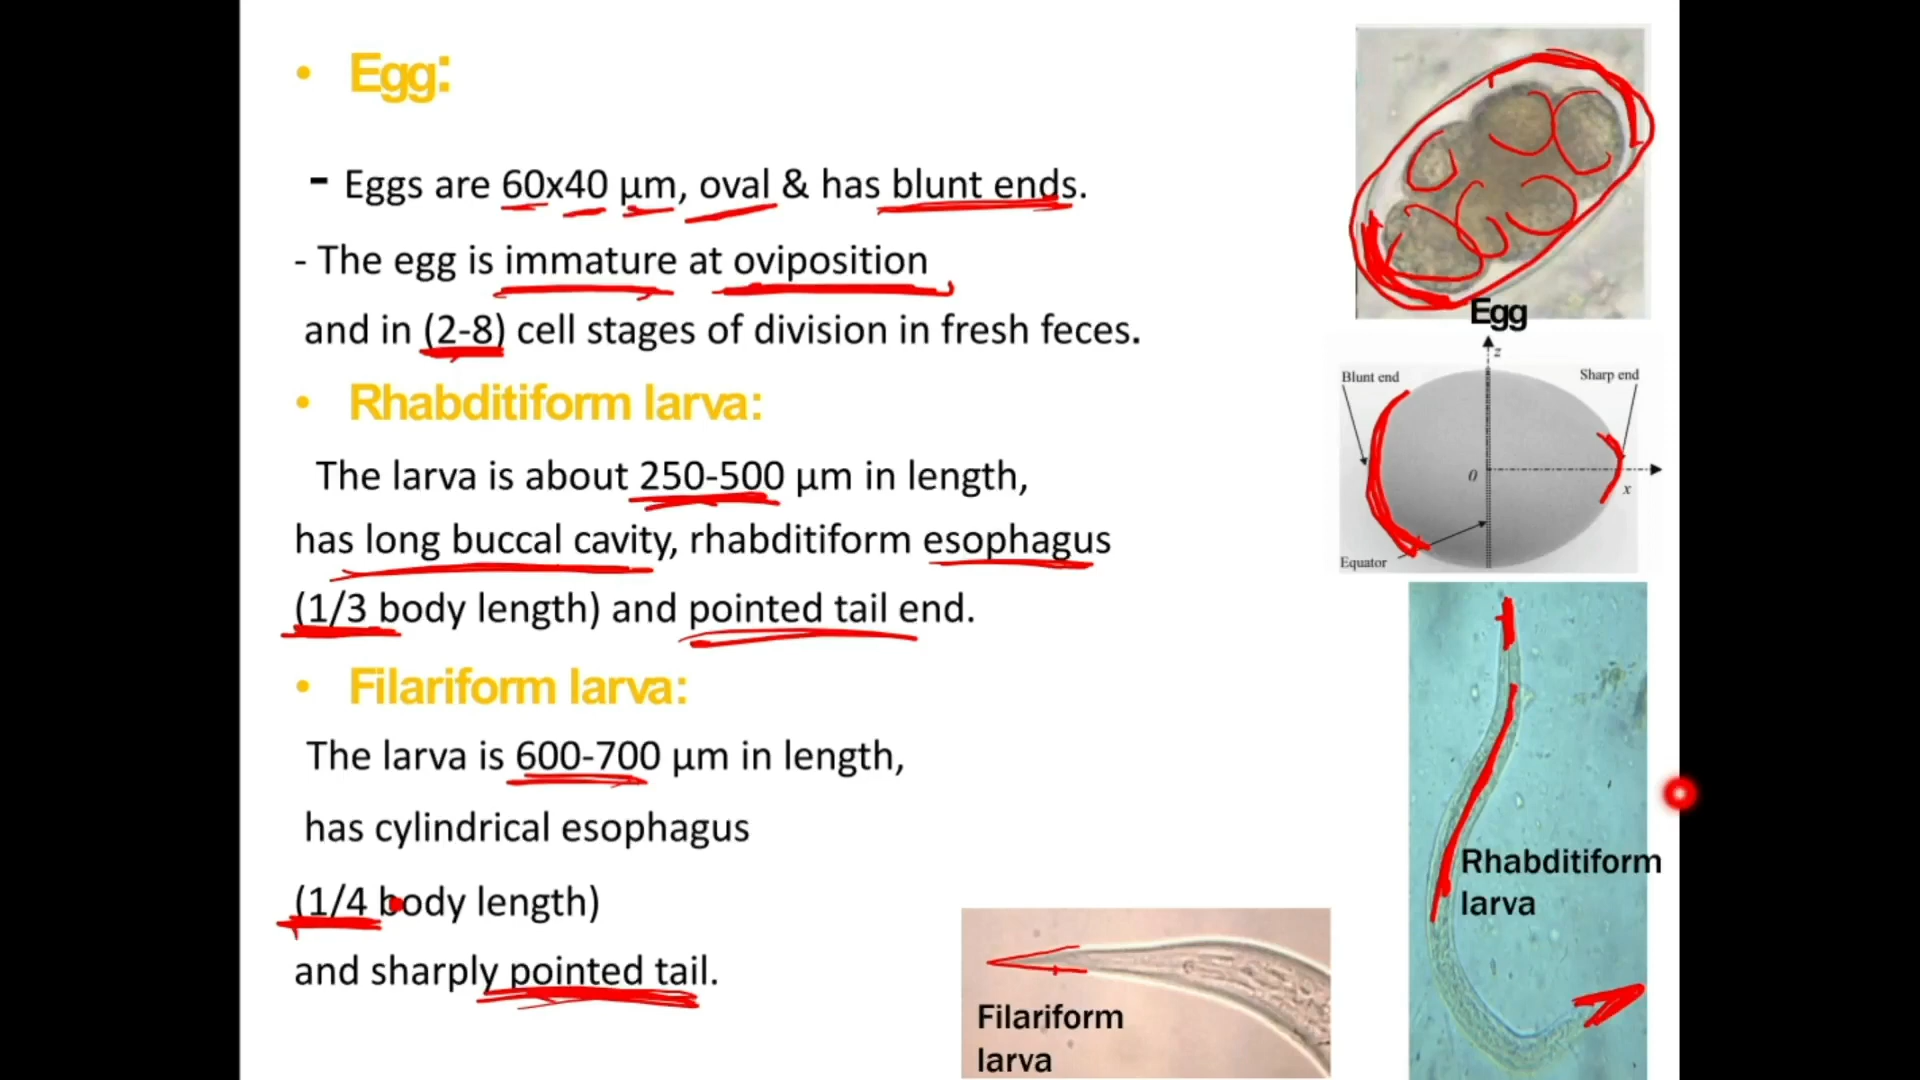 • Egg:
- Eggs are 60x40 µm, oval & has blunt ends.
- The egg is immature at oviposition
and in (2-8) cell stages of division in fresh feces.
• Rhabditiform larva:
The larva is about 250-500 µm in length,
has long buccal cavity, rhabditiform esophagus
(1/3 body length) and pointed tail end.
• Filariform larva:
The larva is 600-700 µm in length,
has cylindrical esophagus
(1/4 body length)
and sharply pointed tail.
Egg
z
Blunt end
Sharp end
0
x
Equator
Rhabditiform
larva
Filariform
larva